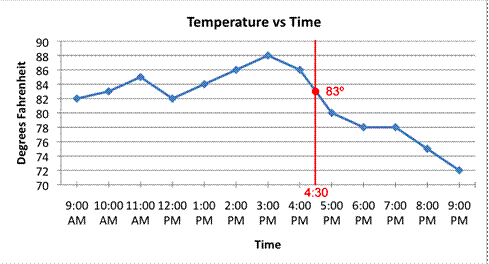 Temperature vs Time
Degrees Fahrenheit
90
88
86
84
82
80
78
76
74
72
70
83º
4:30
9:00 10:00 11:00 12:00 1:00 2:00 3:00 4:00 5:00 6:00 7:00 8:00 9:00
AM AM AM PM PM PM PM PM PM PM PM PM PM
Time